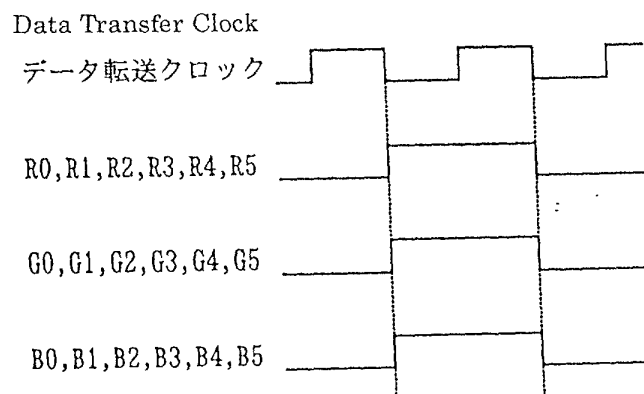 Data Transfer Clock
データ転送クロック
R0,R1,R2,R3,R4,R5
G0,G1,G2,G3,G4,G5
B0,B1,B2,B3,B4,B5